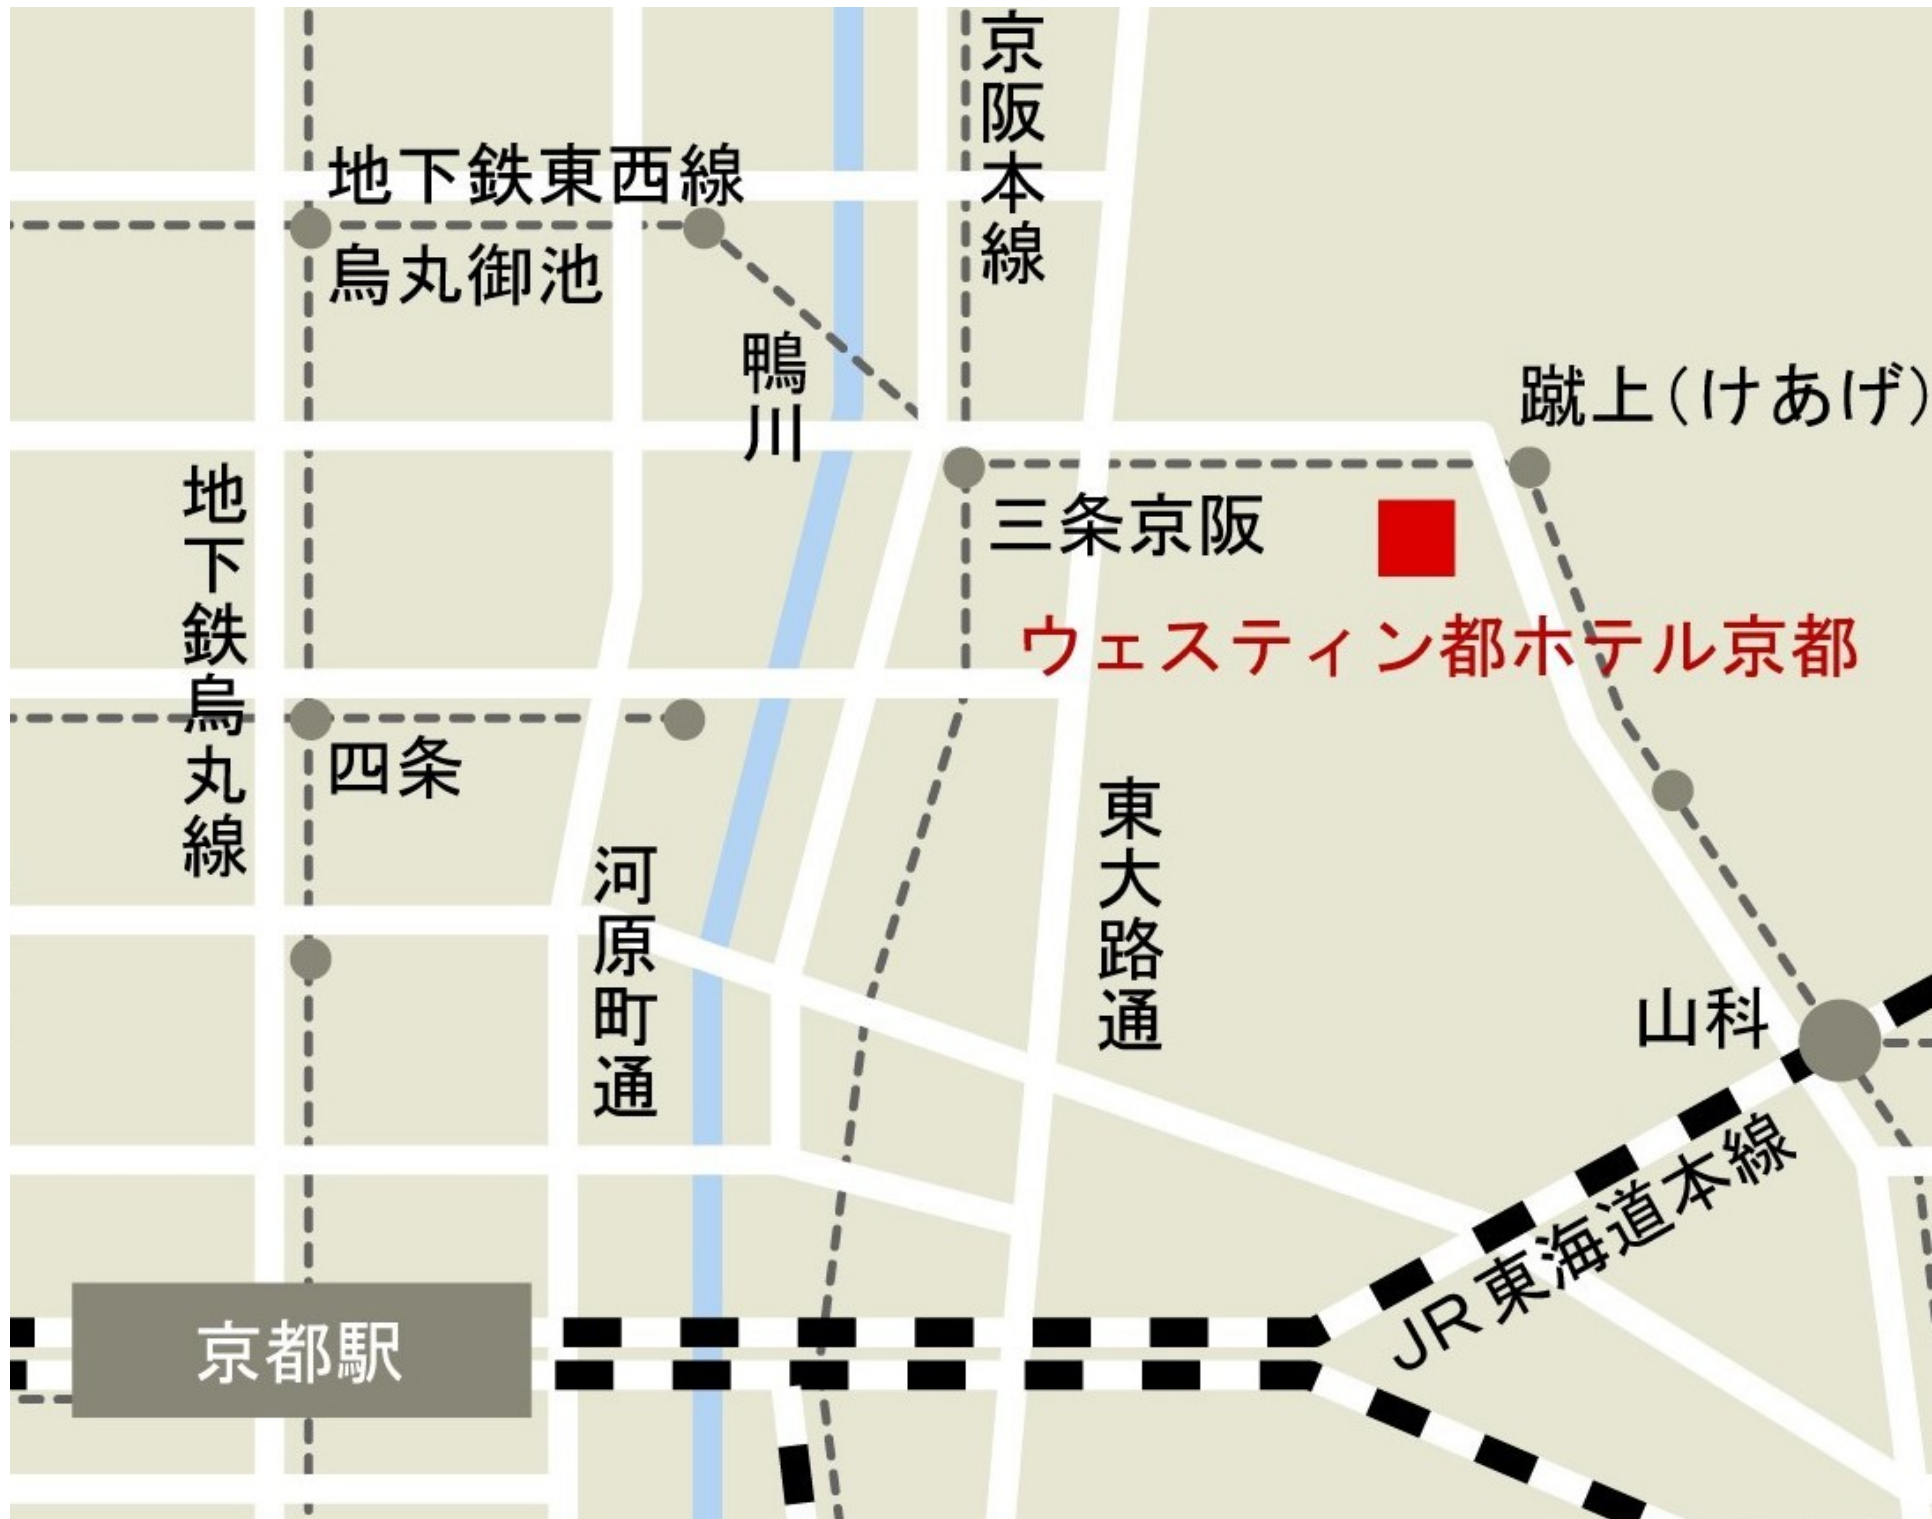 京阪本線
地下鉄東西線
烏丸御池
鴨川
蹴上（けあげ）
地下鉄烏丸線
三条京阪
ウェスティン都ホテル京都
四条
河原町通
東大路通
山科
JR東海道本線
京都駅